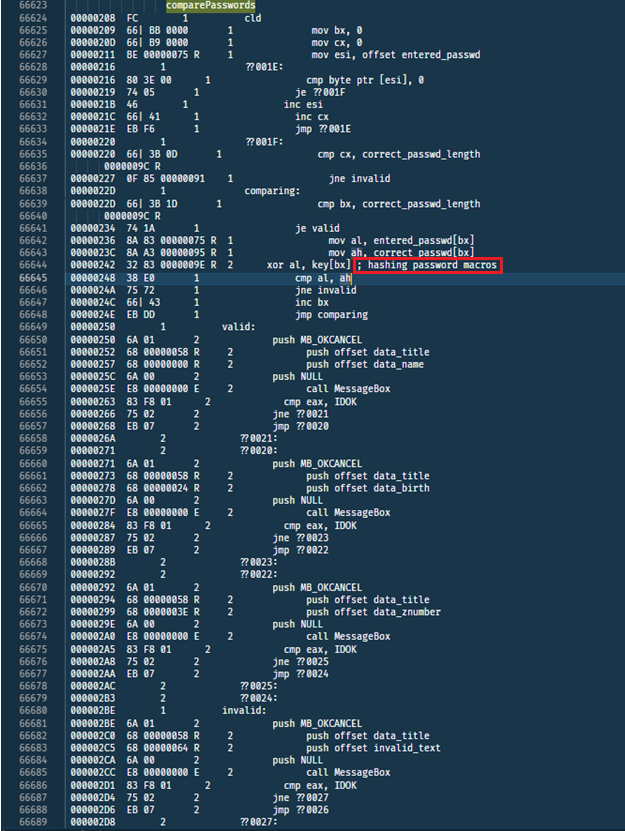 66623 comparePasswords
66624 00000208 FC 1 cld
66625 00000209 66| BB 0000 1 mov bx, 0
66626 0000020D 66| B9 0000 1 mov cx, 0
66627 00000211 BE 00000075 R 1 mov esi, offset entered_passwd
66628 00000216 1 ??001E:
66629 00000216 80 3E 00 1 cmp byte ptr [esi], 0
66630 00000219 74 05 1 je ??001F
66631 0000021B 46 1 inc esi
66632 0000021C 66| 41 1 inc cx
66633 0000021E EB F6 1 jmp ??001E
66634 00000220 1 ??001F:
66635 00000220 66| 3B 0D 1 cmp cx, correct_passwd_length
66636 0000009C R
66637 00000227 0F 85 00000091 1 jne invalid
66638 0000022D 1 comparing:
66639 0000022D 66| 3B 1D 1 cmp bx, correct_passwd_length
66640 0000009C R
66641 00000234 74 1A 1 je valid
66642 00000236 8A 83 00000075 R 1 mov al, entered_passwd[bx]
66643 0000023C 8A A3 00000095 R 1 mov ah, correct_passwd[bx]
66644 00000242 32 83 0000009E R 2 xor al, key[bx] ; hashing password macros
66645 00000248 38 E0 1 cmp al, ah
66646 0000024A 75 72 1 jne invalid
66647 0000024C 66| 43 1 inc bx
66648 0000024E EB DD 1 jmp comparing
66649 00000250 1 valid:
66650 00000250 6A 01 2 push MB_OKCANCEL
66651 00000252 68 00000058 R 2 push offset data_title
66652 00000257 68 00000000 R 2 push offset data_name
66653 0000025C 6A 00 2 push NULL
66654 0000025E E8 00000000 E 2 call MessageBox
66655 00000263 83 F8 01 2 cmp eax, IDOK
66656 00000266 75 02 2 jne ??0021
66657 00000268 EB 07 2 jmp ??0020
66658 0000026A 2 ??0021:
66659 00000271 2 ??0020:
66660 00000271 6A 01 2 push MB_OKCANCEL
66661 00000273 68 00000058 R 2 push offset data_title
66662 00000278 68 00000024 R 2 push offset data_birth
66663 0000027D 6A 00 2 push NULL
66664 0000027F E8 00000000 E 2 call MessageBox
66665 00000284 83 F8 01 2 cmp eax, IDOK
66666 00000287 75 02 2 jne ??0023
66667 00000289 EB 07 2 jmp ??0022
66668 0000028B 2 ??0023:
66669 00000292 2 ??0022:
66670 00000292 6A 01 2 push MB_OKCANCEL
66671 00000294 68 00000058 R 2 push offset data_title
66672 00000299 68 0000003E R 2 push offset data_znumber
66673 0000029E 6A 00 2 push NULL
66674 000002A0 E8 00000000 E 2 call MessageBox
66675 000002A5 83 F8 01 2 cmp eax, IDOK
66676 000002A8 75 02 2 jne ??0025
66677 000002AA EB 07 2 jmp ??0024
66678 000002AC 2 ??0025:
66679 000002B3 2 ??0024:
66680 000002BE 1 invalid:
66681 000002BE 6A 01 2 push MB_OKCANCEL
66682 000002C0 68 00000058 R 2 push offset data_title
66683 000002C5 68 00000064 R 2 push offset invalid_text
66684 000002CA 6A 00 2 push NULL
66685 000002CC E8 00000000 E 2 call MessageBox
66686 000002D1 83 F8 01 2 cmp eax, IDOK
66687 000002D4 75 02 2 jne ??0027
66688 000002D6 EB 07 2 jmp ??0026
66689 000002D8 2 ??0027: